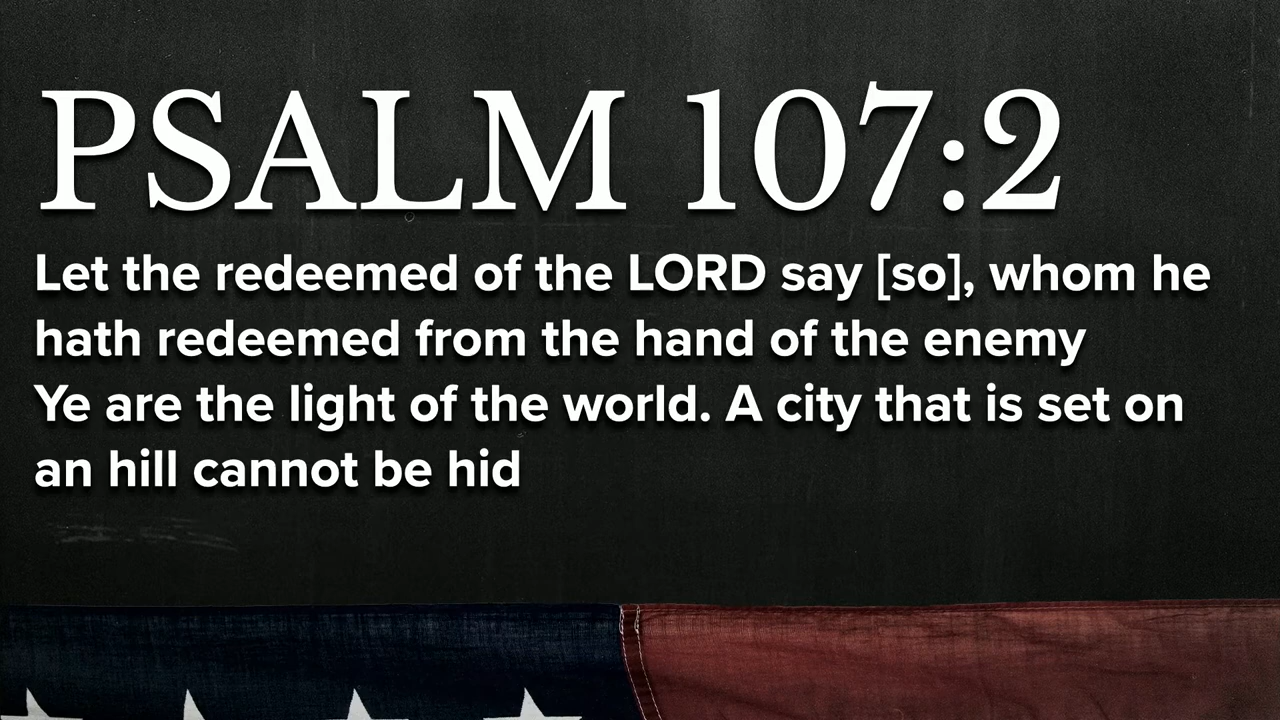 PSALM 107:2
Let the redeemed of the LORD say [so], whom he
hath redeemed from the hand of the enemy
Ye are the light of the world. A city that is set on
an hill cannot be hid